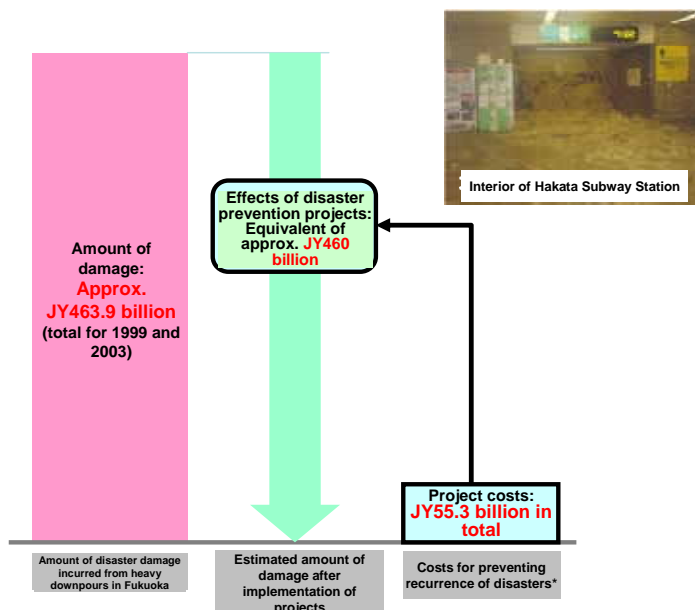 Interior of Hakata Subway Station
Effects of disaster
prevention projects:
Equivalent of
approx. JY460
billion
Amount of
damage:
Approx.
JY463.9 billion
(total for 1999 and
2003)
Project costs:
JY55.3 billion in
total
Amount of disaster damage
incurred from heavy
downpours in Fukuoka
Estimated amount of
damage after
implementation of
projects
Costs for preventing
recurrence of disasters*